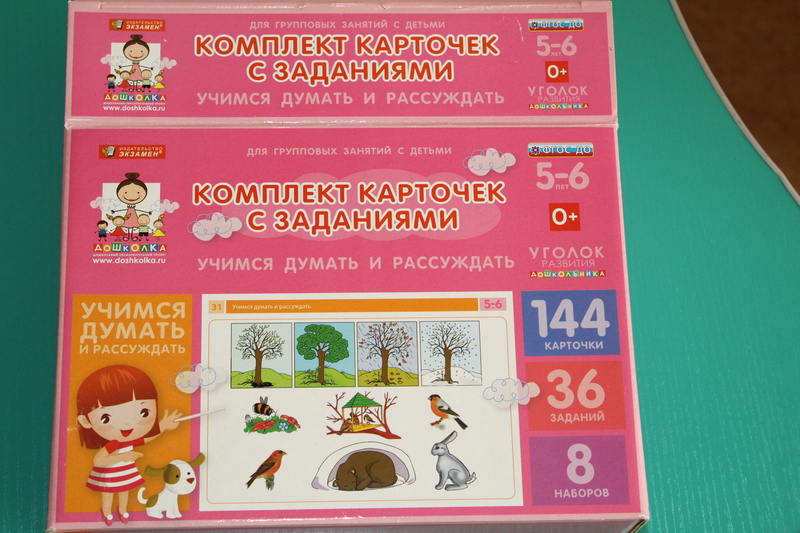 ИЗДАТЕЛЬСТВО
ЭКЗАМЕН®
ДОШКОЛКА
www.doshkolka.ru
ДЛЯ ГРУППОВЫХ ЗАНЯТИЙ С ДЕТЬМИ
КОМПЛЕКТ КАРТОЧЕК
С ЗАДАНИЯМИ
УЧИМСЯ ДУМАТЬ И РАССУЖДАТЬ
ФГОС ДО
5-6
ЛЕТ
0+
УГОЛОК
РАЗВИТИЯ
ДОШКОЛЬНИКА
ИЗДАТЕЛЬСТВО
ЭКЗАМЕН®
ДОШКОЛКА
www.doshkolka.ru
ДЛЯ ГРУППОВЫХ ЗАНЯТИЙ С ДЕТЬМИ
КОМПЛЕКТ КАРТОЧЕК
С ЗАДАНИЯМИ
УЧИМСЯ ДУМАТЬ И РАССУЖДАТЬ
ФГОС ДО
5-6
ЛЕТ
0+
УГОЛОК
РАЗВИТИЯ
ДОШКОЛЬНИКА
УЧИМСЯ
ДУМАТЬ
И РАССУЖДАТЬ
31 Учимся думать и рассуждать 5-6
144
КАРТОЧКИ
36
ЗАДАНИЙ
8
НАБОРОВ